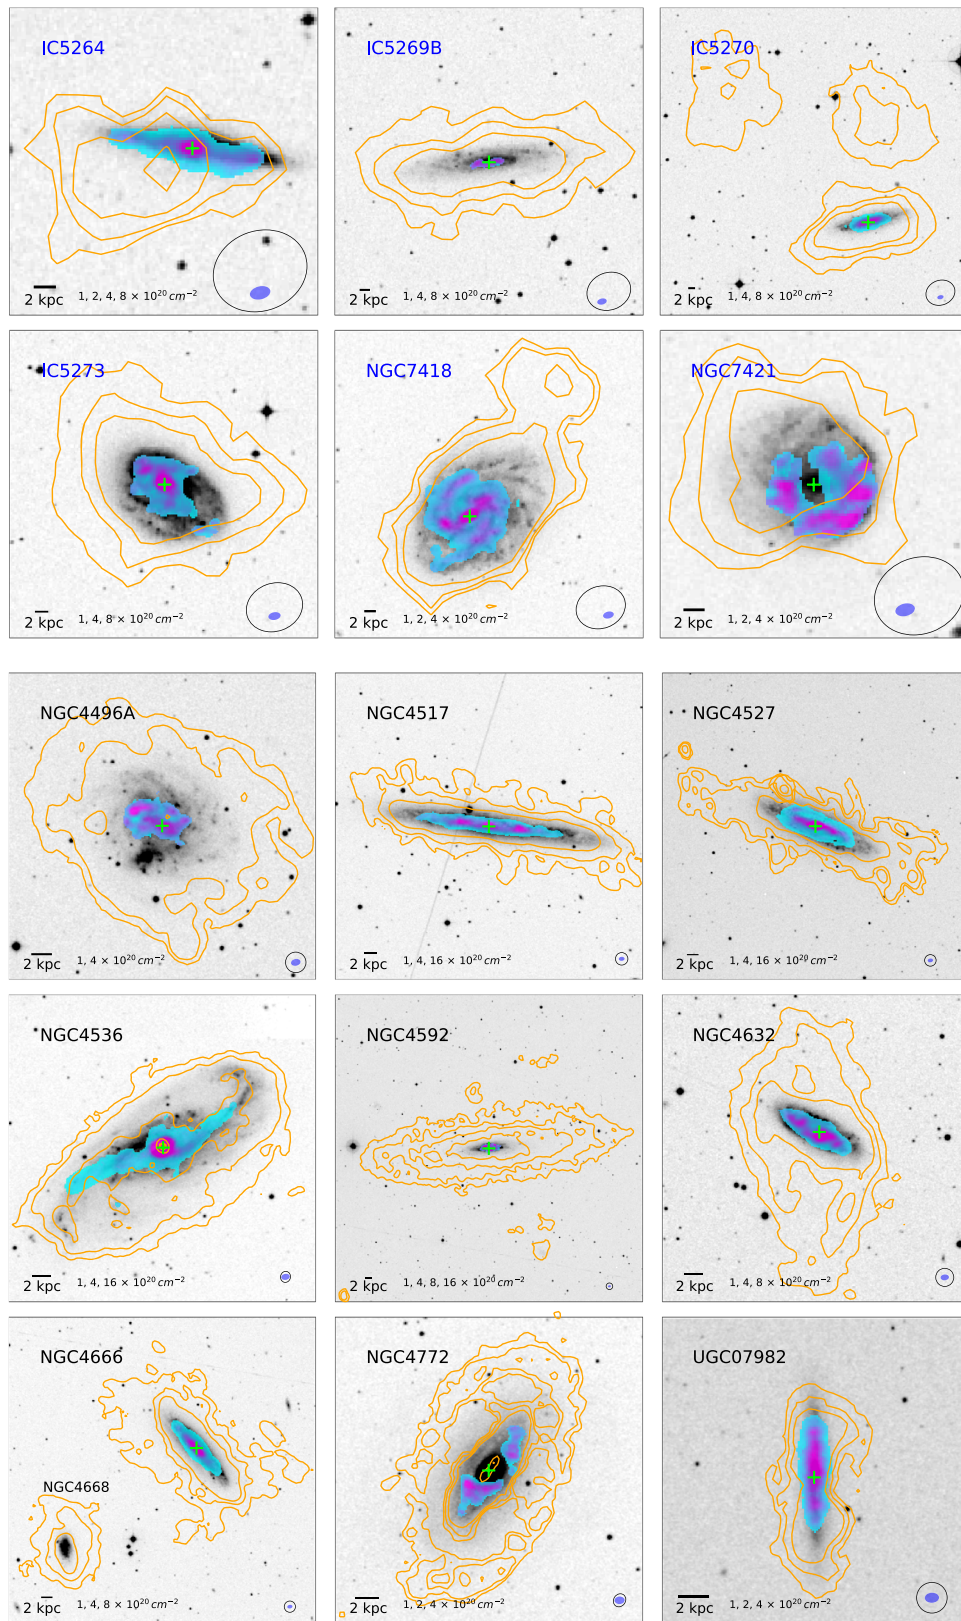 IC5264
2 kpc
1, 2, 4, 8 × 10²⁰ cm⁻²
IC5269B
2 kpc
1, 4, 8 × 10²⁰ cm⁻²
IC5270
2 kpc
1, 4, 8 × 10²⁰ cm⁻²
IC5273
2 kpc
1, 4, 8 × 10²⁰ cm⁻²
NGC7418
2 kpc
1, 2, 4 × 10²⁰ cm⁻²
NGC7421
2 kpc
1, 2, 4 × 10²⁰ cm⁻²
NGC4496A
2 kpc
1, 4 × 10²⁰ cm⁻²
NGC4517
2 kpc
1, 4, 16 × 10²⁰ cm⁻²
NGC4527
2 kpc
1, 4, 16 × 10²⁰ cm⁻²
NGC4536
2 kpc
1, 4, 16 × 10²⁰ cm⁻²
NGC4592
2 kpc
1, 4, 8, 16 × 10²⁰ cm⁻²
NGC4632
2 kpc
1, 4, 8 × 10²⁰ cm⁻²
NGC4666
NGC4668
2 kpc
1, 4, 8 × 10²⁰ cm⁻²
NGC4772
2 kpc
1, 2, 4 × 10²⁰ cm⁻²
UGC07982
2 kpc
1, 2, 4 × 10²⁰ cm⁻²